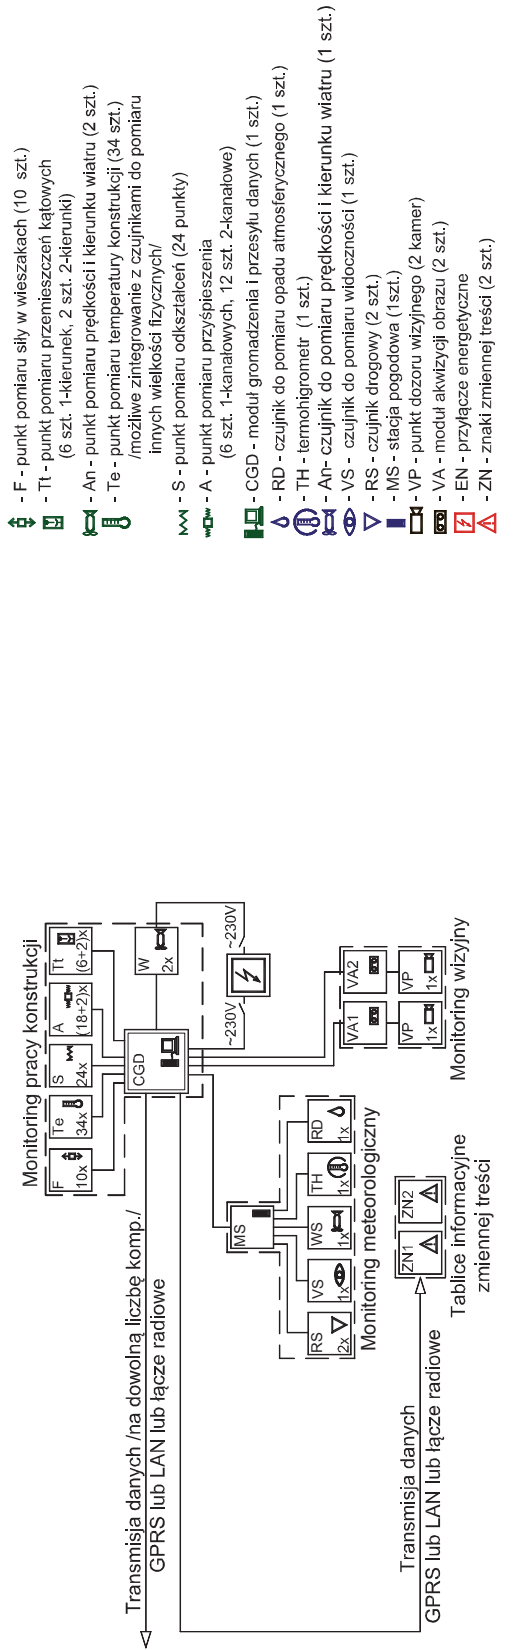 Monitoring pracy konstrukcji
F
10x
Te
34x
S
24x
A
(18+2)x
Tt
(6+2)x
CGD
W
2x
~230V
~230V
Transmisja danych /na dowolną liczbę komp./
GPRS lub LAN lub łącze radiowe
MS
RS
2x
VS
1x
WS
1x
TH
1x
RD
1x
Monitoring meteorologiczny
VA1
VA2
VP
1x
VP
1x
Monitoring wizyjny
Transmisja danych
GPRS lub LAN lub łącze radiowe
ZN1
ZN2
Tablice informacyjne
zmiennej treści
- F - punkt pomiaru siły w wieszakach (10 szt.)
- Tt - punkt pomiaru przemieszczeń kątowych
(6 szt. 1-kierunek, 2 szt. 2-kierunki)
- An - punkt pomiaru prędkości i kierunku wiatru (2 szt.)
- Te - punkt pomiaru temperatury konstrukcji (34 szt.)
/możliwe zintegrowanie z czujnikami do pomiaru
innych wielkości fizycznych/
- S - punkt pomiaru odkształceń (24 punkty)
- A - punkt pomiaru przyśpieszenia
(6 szt. 1-kanałowych, 12 szt. 2-kanałowe)
- CGD - moduł gromadzenia i przesyłu danych (1 szt.)
- RD - czujnik do pomiaru opadu atmosferycznego (1 szt.)
- TH - termohigrometr (1 szt.)
- An- czujnik do pomiaru prędkości i kierunku wiatru (1 szt.)
- VS - czujnik do pomiaru widoczności (1 szt.)
- RS - czujnik drogowy (2 szt.)
- MS - stacja pogodowa (1szt.)
- VP - punkt dozoru wizyjnego (2 kamer)
- VA - moduł akwizycji obrazu (2 szt.)
- EN - przyłącze energetyczne
- ZN - znaki zmiennej treści (2 szt.)